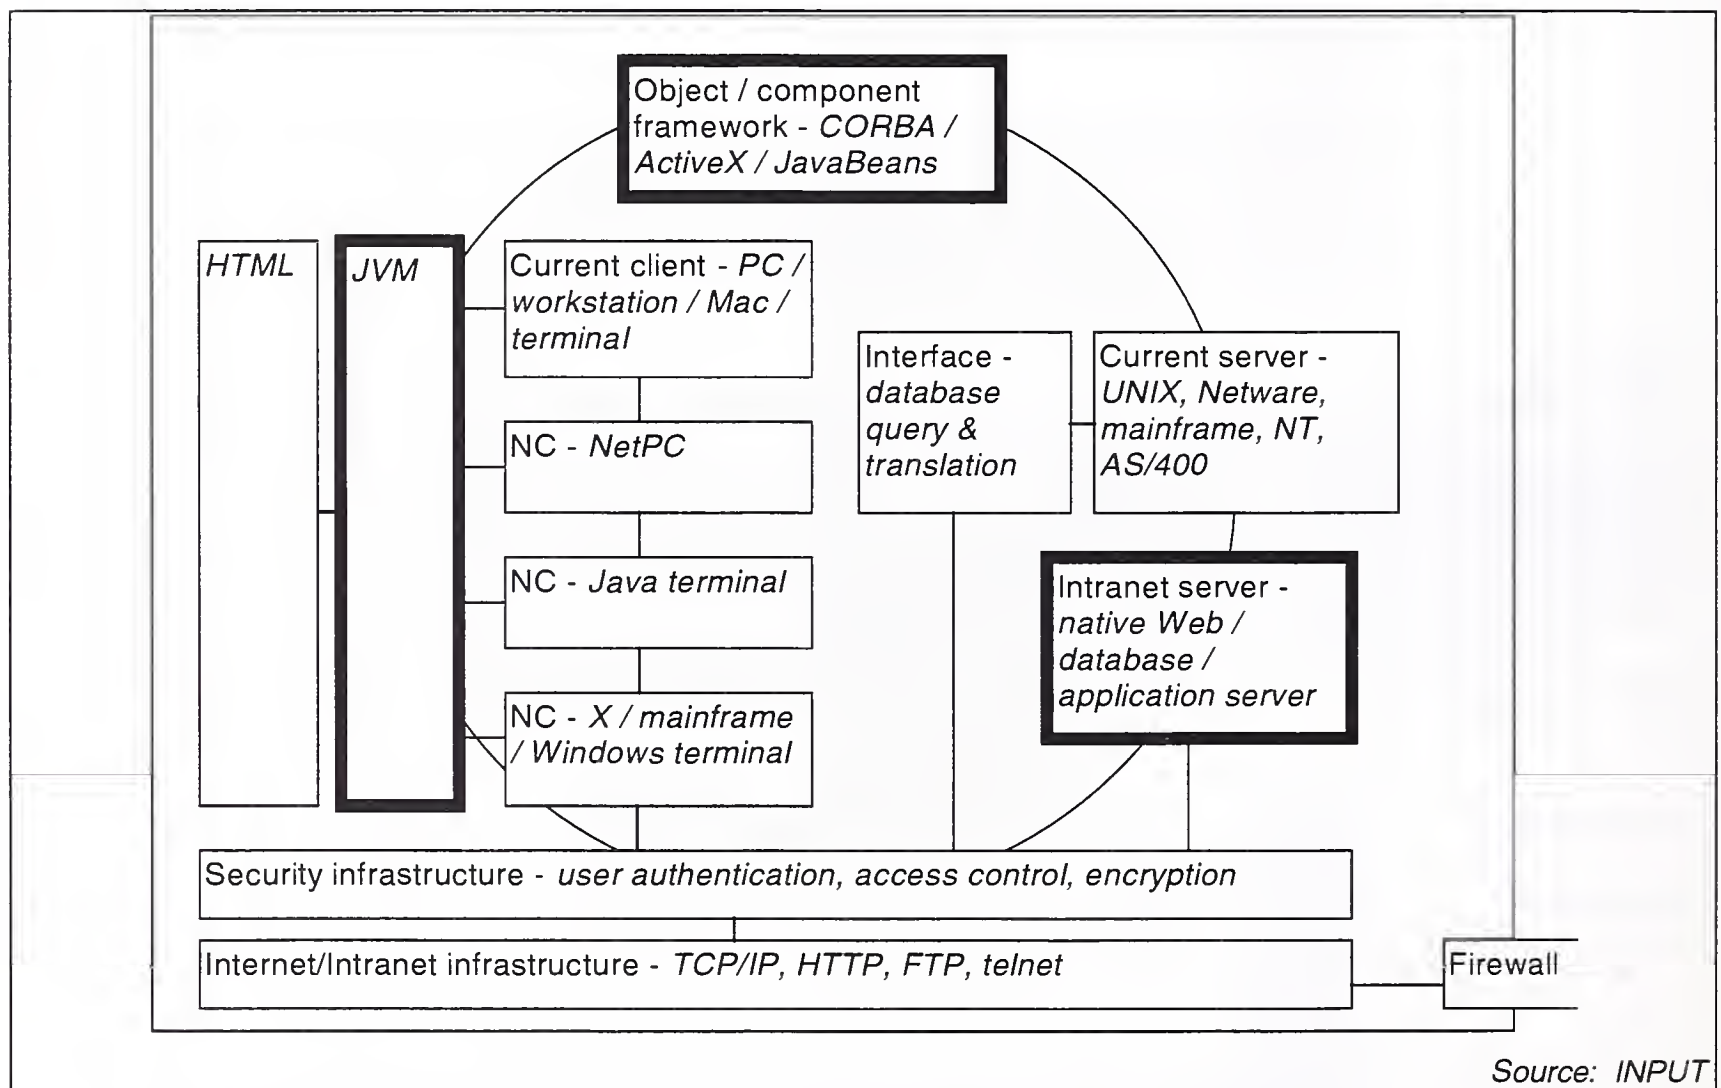 Object / component
framework - CORBA /
ActiveX / JavaBeans
HTML
JVM
Current client - PC /
workstation / Mac /
terminal
NC - NetPC
NC - Java terminal
NC - X / mainframe
/ Windows terminal
Interface -
database
query &
translation
Current server -
UNIX, Netware,
mainframe, NT,
AS/400
Intranet server -
native Web /
database /
application server
Security infrastructure - user authentication, access control, encryption
Internet/Intranet infrastructure - TCP/IP, HTTP, FTP, telnet
Firewall
Source: INPUT